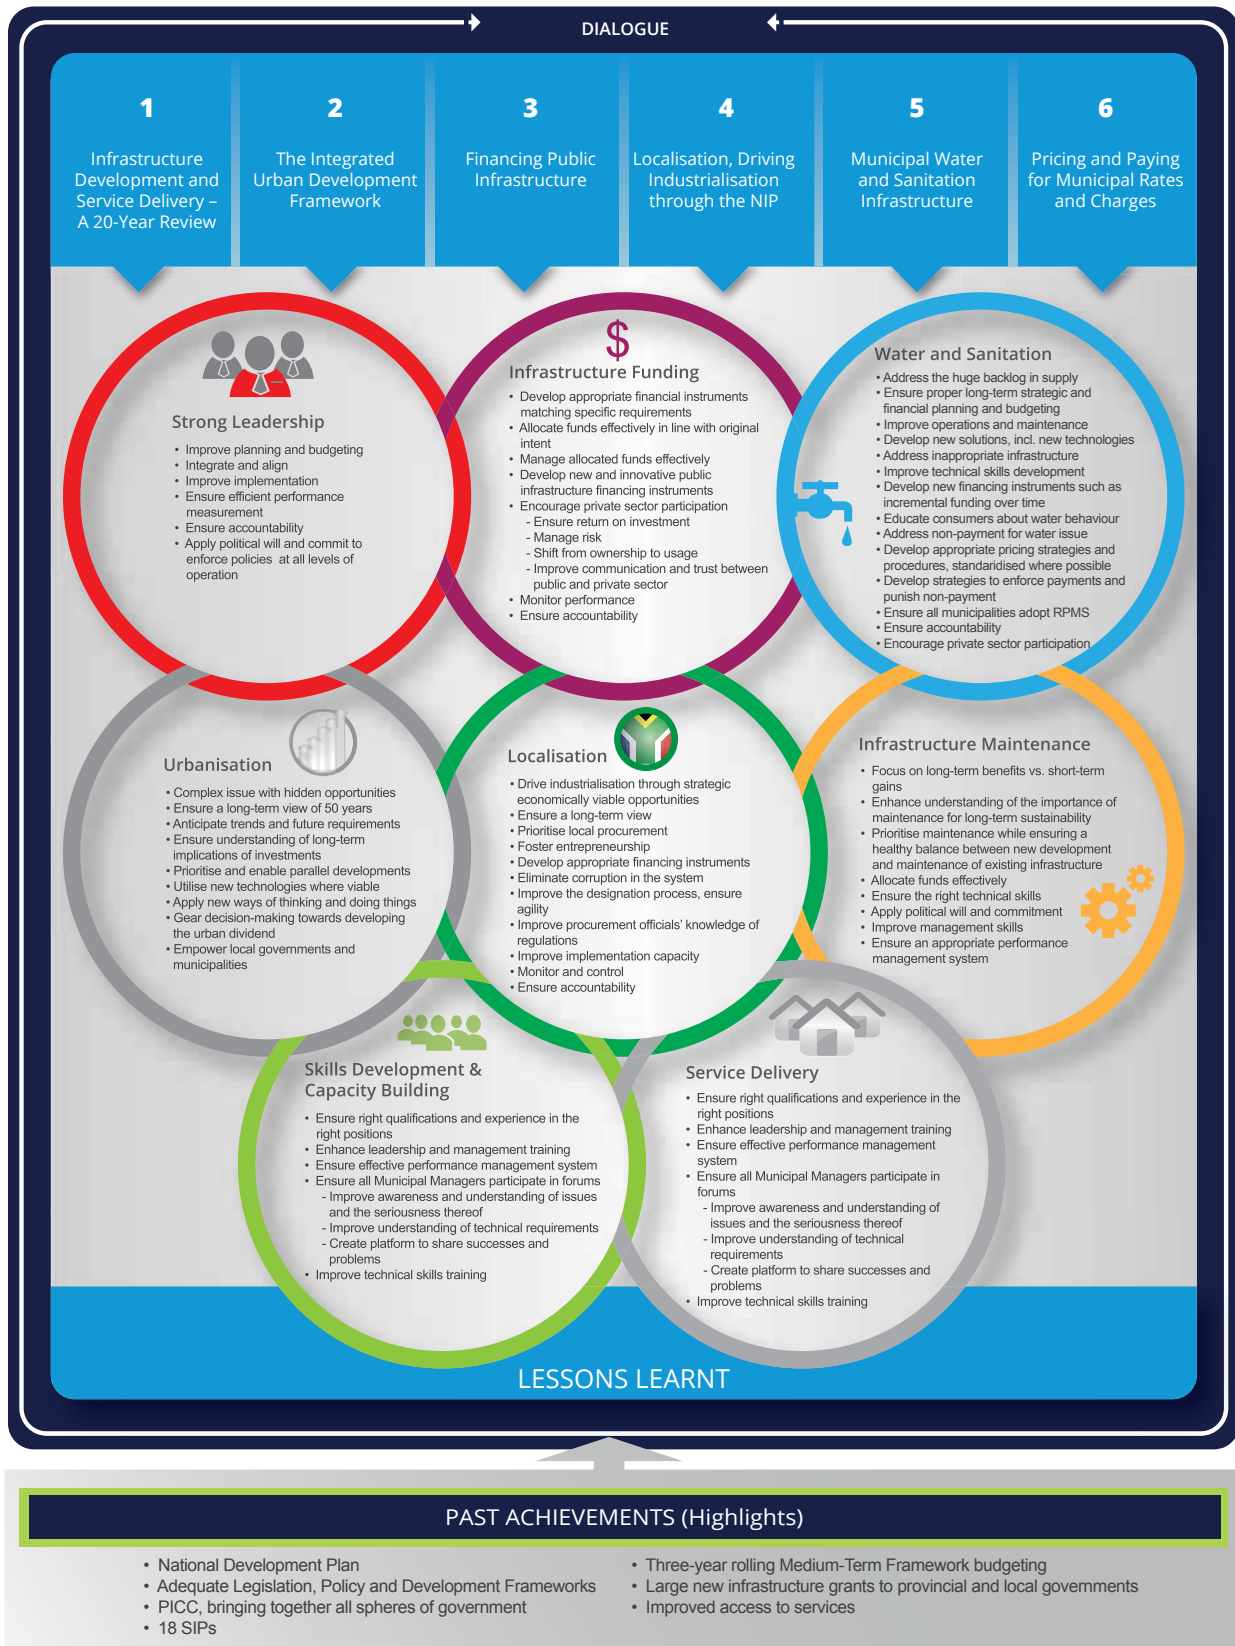 DIALOGUE
1
Infrastructure
Development and
Service Delivery –
A 20-Year Review
2
The Integrated
Urban Development
Framework
3
Financing Public
Infrastructure
4
Localisation, Driving
Industrialisation
through the NIP
5
Municipal Water
and Sanitation
Infrastructure
6
Pricing and Paying
for Municipal Rates
and Charges
Strong Leadership
• Improve planning and budgeting
• Integrate and align
• Improve implementation
• Ensure efficient performance
measurement
• Ensure accountability
• Apply political will and commit to
enforce policies at all levels of
operation
$
Infrastructure Funding
• Develop appropriate financial instruments
matching specific requirements
• Allocate funds effectively in line with original
intent
• Manage allocated funds effectively
• Develop new and innovative public
infrastructure financing instruments
• Encourage private sector participation
- Ensure return on investment
- Manage risk
- Shift from ownership to usage
- Improve communication and trust between
public and private sector
• Monitor performance
• Ensure accountability
Water and Sanitation
• Address the huge backlog in supply
• Ensure proper long-term strategic and
financial planning and budgeting
• Improve operations and maintenance
• Develop new solutions, incl. new technologies
• Address inappropriate infrastructure
• Improve technical skills development
• Develop new financing instruments such as
incremental funding over time
• Educate consumers about water behaviour
• Address non-payment for water issue
• Develop appropriate pricing strategies and
procedures, standaridised where possible
• Develop strategies to enforce payments and
punish non-payment
• Ensure all municipalities adopt RPMS
• Ensure accountability
• Encourage private sector participation
Urbanisation
• Complex issue with hidden opportunities
• Ensure a long-term view of 50 years
• Anticipate trends and future requirements
• Ensure understanding of long-term
implications of investments
• Prioritise and enable parallel developments
• Utilise new technologies where viable
• Apply new ways of thinking and doing things
• Gear decision-making towards developing
the urban dividend
• Empower local governments and
municipalities
Localisation
• Drive industrialisation through strategic
economically viable opportunities
• Ensure a long-term view
• Prioritise local procurement
• Foster entrepreneurship
• Develop appropriate financing instruments
• Eliminate corruption in the system
• Improve the designation process, ensure
agility
• Improve procurement officials' knowledge of
regulations
• Improve implementation capacity
• Monitor and control
• Ensure accountability
Infrastructure Maintenance
• Focus on long-term benefits vs. short-term
gains
• Enhance understanding of the importance of
maintenance for long-term sustainability
• Prioritise maintenance while ensuring a
healthy balance between new development
and maintenance of existing infrastructure
• Allocate funds effectively
• Ensure the right technical skills
• Apply political will and commitment
• Improve management skills
• Ensure an appropriate performance
management system
Skills Development &
Capacity Building
• Ensure right qualifications and experience in the
right positions
• Enhance leadership and management training
• Ensure effective performance management system
• Ensure all Municipal Managers participate in forums
- Improve awareness and understanding of issues
and the seriousness thereof
- Improve understanding of technical requirements
- Create platform to share successes and
problems
• Improve technical skills training
Service Delivery
• Ensure right qualifications and experience in the
right positions
• Enhance leadership and management training
• Ensure effective performance management
system
• Ensure all Municipal Managers participate in
forums
- Improve awareness and understanding of
issues and the seriousness thereof
- Improve understanding of technical
requirements
- Create platform to share successes and
problems
• Improve technical skills training
LESSONS LEARNT
PAST ACHIEVEMENTS (Highlights)
• National Development Plan
• Adequate Legislation, Policy and Development Frameworks
• PICC, bringing together all spheres of government
• 18 SIPs
• Three-year rolling Medium-Term Framework budgeting
• Large new infrastructure grants to provincial and local governments
• Improved access to services